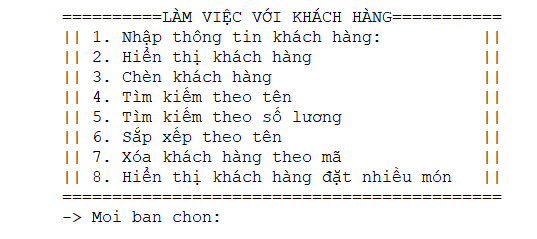 ==========LÀM VIỆC VỚI KHÁCH HÀNG===========
|| 1. Nhập thông tin khách hàng: ||
|| 2. Hiển thị khách hàng ||
|| 3. Chèn khách hàng ||
|| 4. Tìm kiếm theo tên ||
|| 5. Tìm kiếm theo số lương ||
|| 6. Sắp xếp theo tên ||
|| 7. Xóa khách hàng theo mã ||
|| 8. Hiển thị khách hàng đặt nhiều món ||
============================================
-> Moi ban chon: